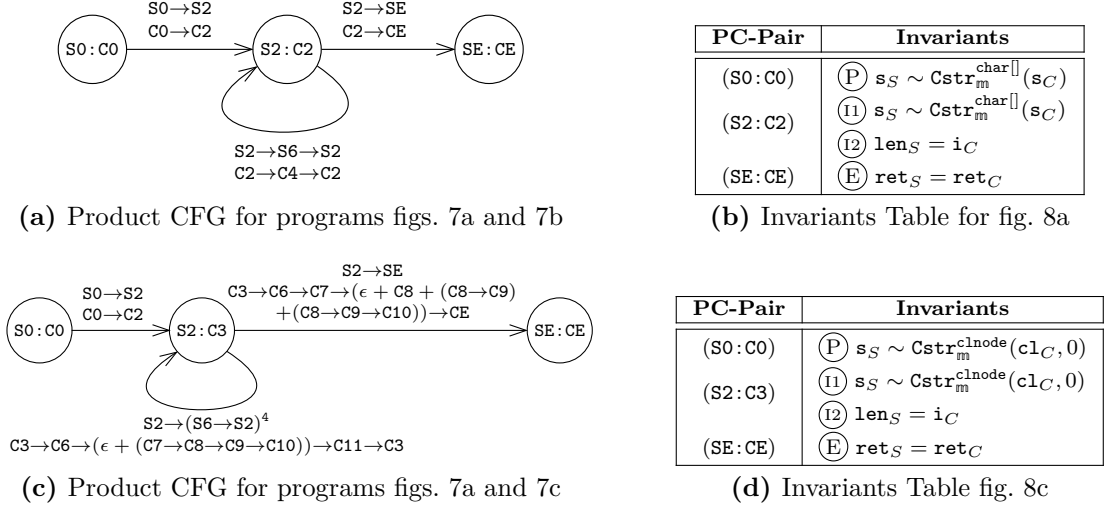 S0→S2
C0→C2
S2→SE
C2→CE
S0:C0
S2:C2
SE:CE
S2→S6→S2
C2→C4→C2
(a) Product CFG for programs figs. 7a and 7b
PC-Pair Invariants
(S0:C0) Ⓟ s_S ∼ Cstr_𝕞^{char[]}(s_C)
(S2:C2)
(I1) s_S ∼ Cstr_𝕞^{char[]}(s_C)
(I2) len_S = i_C
(SE:CE) Ⓔ ret_S = ret_C
(b) Invariants Table for fig. 8a
S0→S2
C0→C2
S2→SE
C3→C6→C7→(ϵ + C8 + (C8→C9)
+(C8→C9→C10))→CE
S0:C0
S2:C3
SE:CE
S2→(S6→S2)^4
C3→C6→(ϵ + (C7→C8→C9→C10))→C11→C3
(c) Product CFG for programs figs. 7a and 7c
PC-Pair Invariants
(S0:C0) Ⓟ s_S ∼ Cstr_𝕞^{clnode}(cl_C, 0)
(S2:C3)
(I1) s_S ∼ Cstr_𝕞^{clnode}(cl_C, 0)
(I2) len_S = i_C
(SE:CE) Ⓔ ret_S = ret_C
(d) Invariants Table fig. 8c